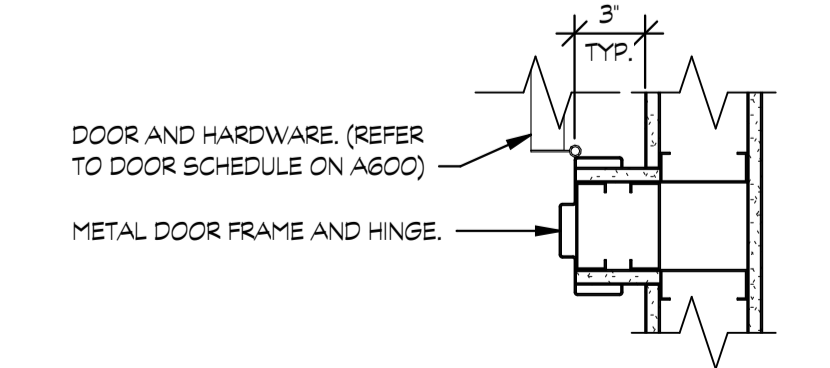 3"
TYP.
DOOR AND HARDWARE. (REFER
TO DOOR SCHEDULE ON A600)
METAL DOOR FRAME AND HINGE.